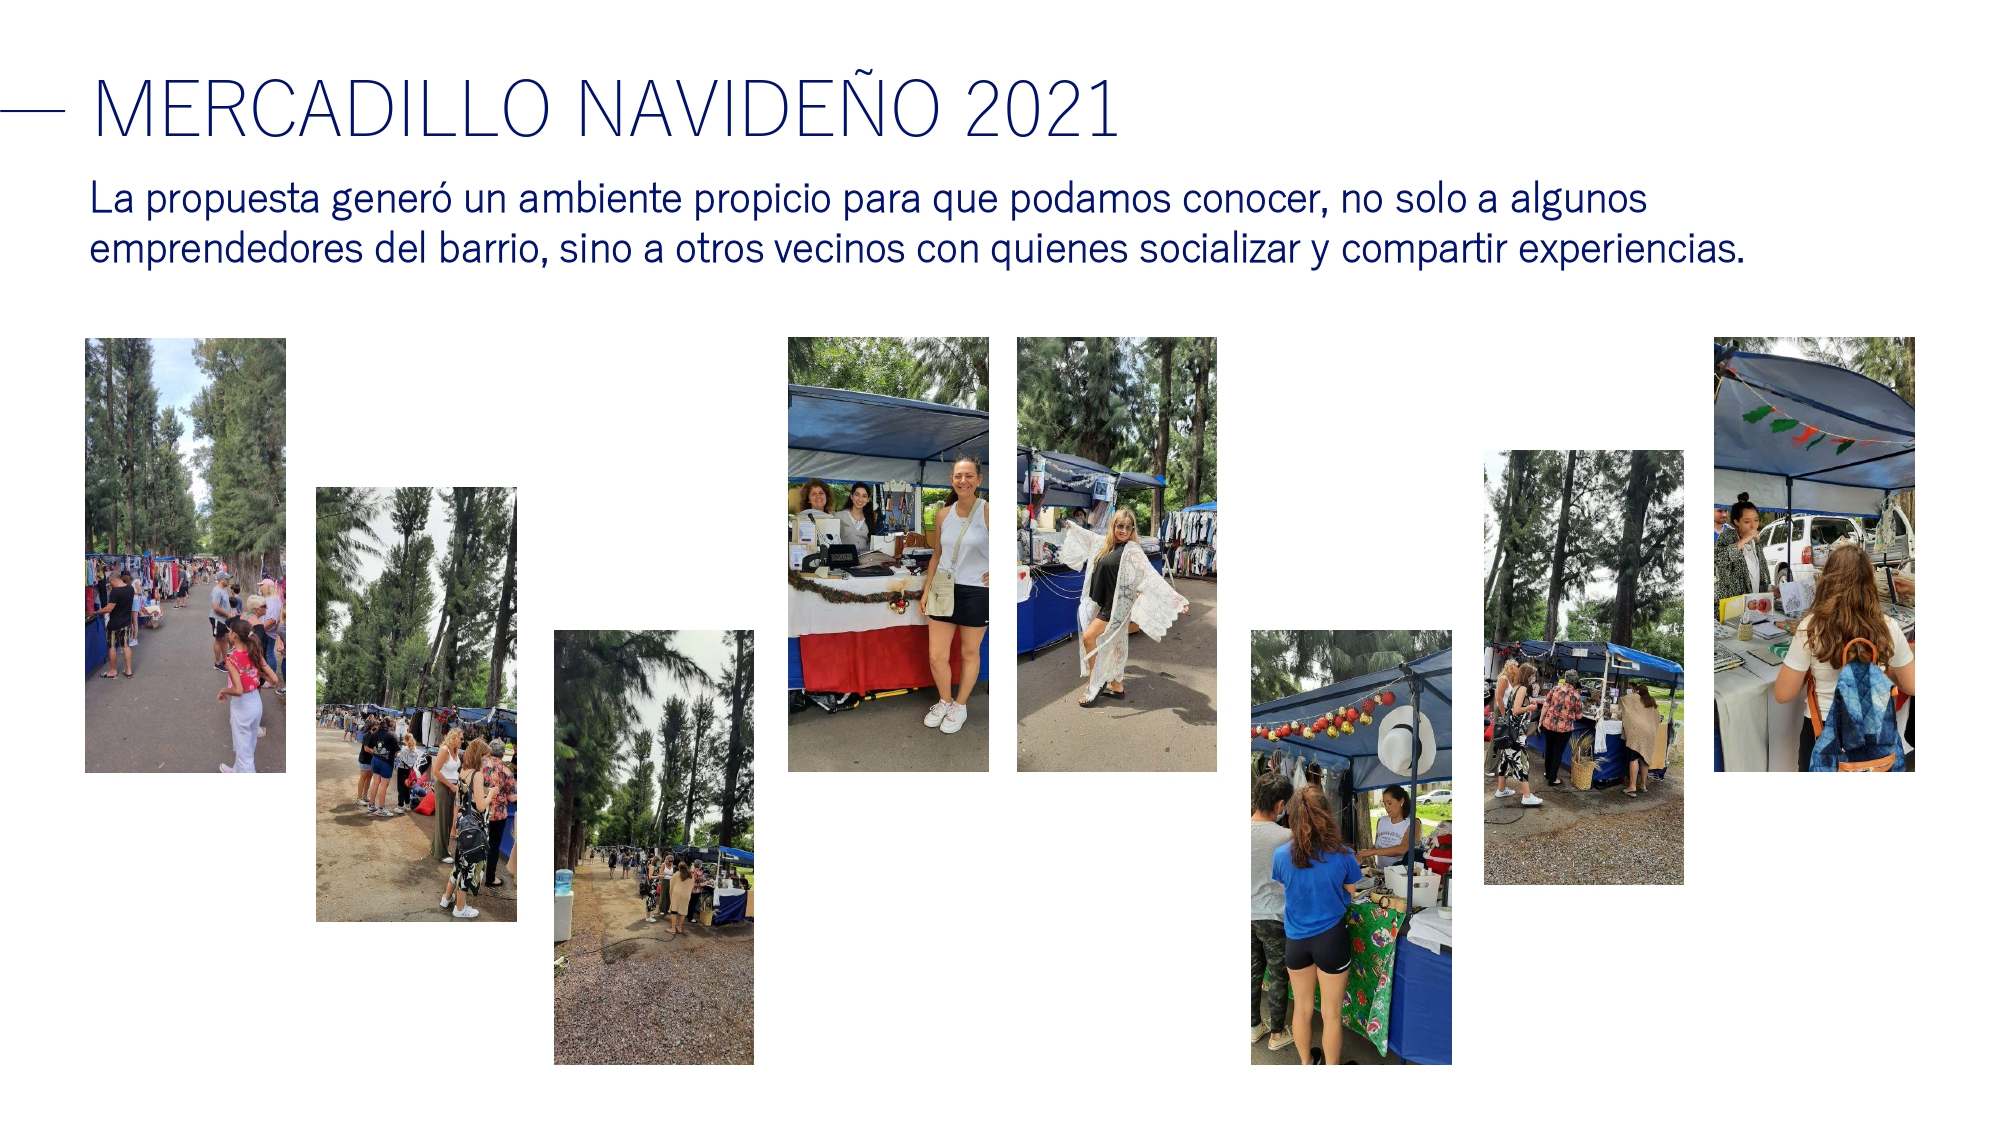 MERCADILLO NAVIDEÑO 2021
La propuesta generó un ambiente propicio para que podamos conocer, no solo a algunos
emprendedores del barrio, sino a otros vecinos con quienes socializar y compartir experiencias.